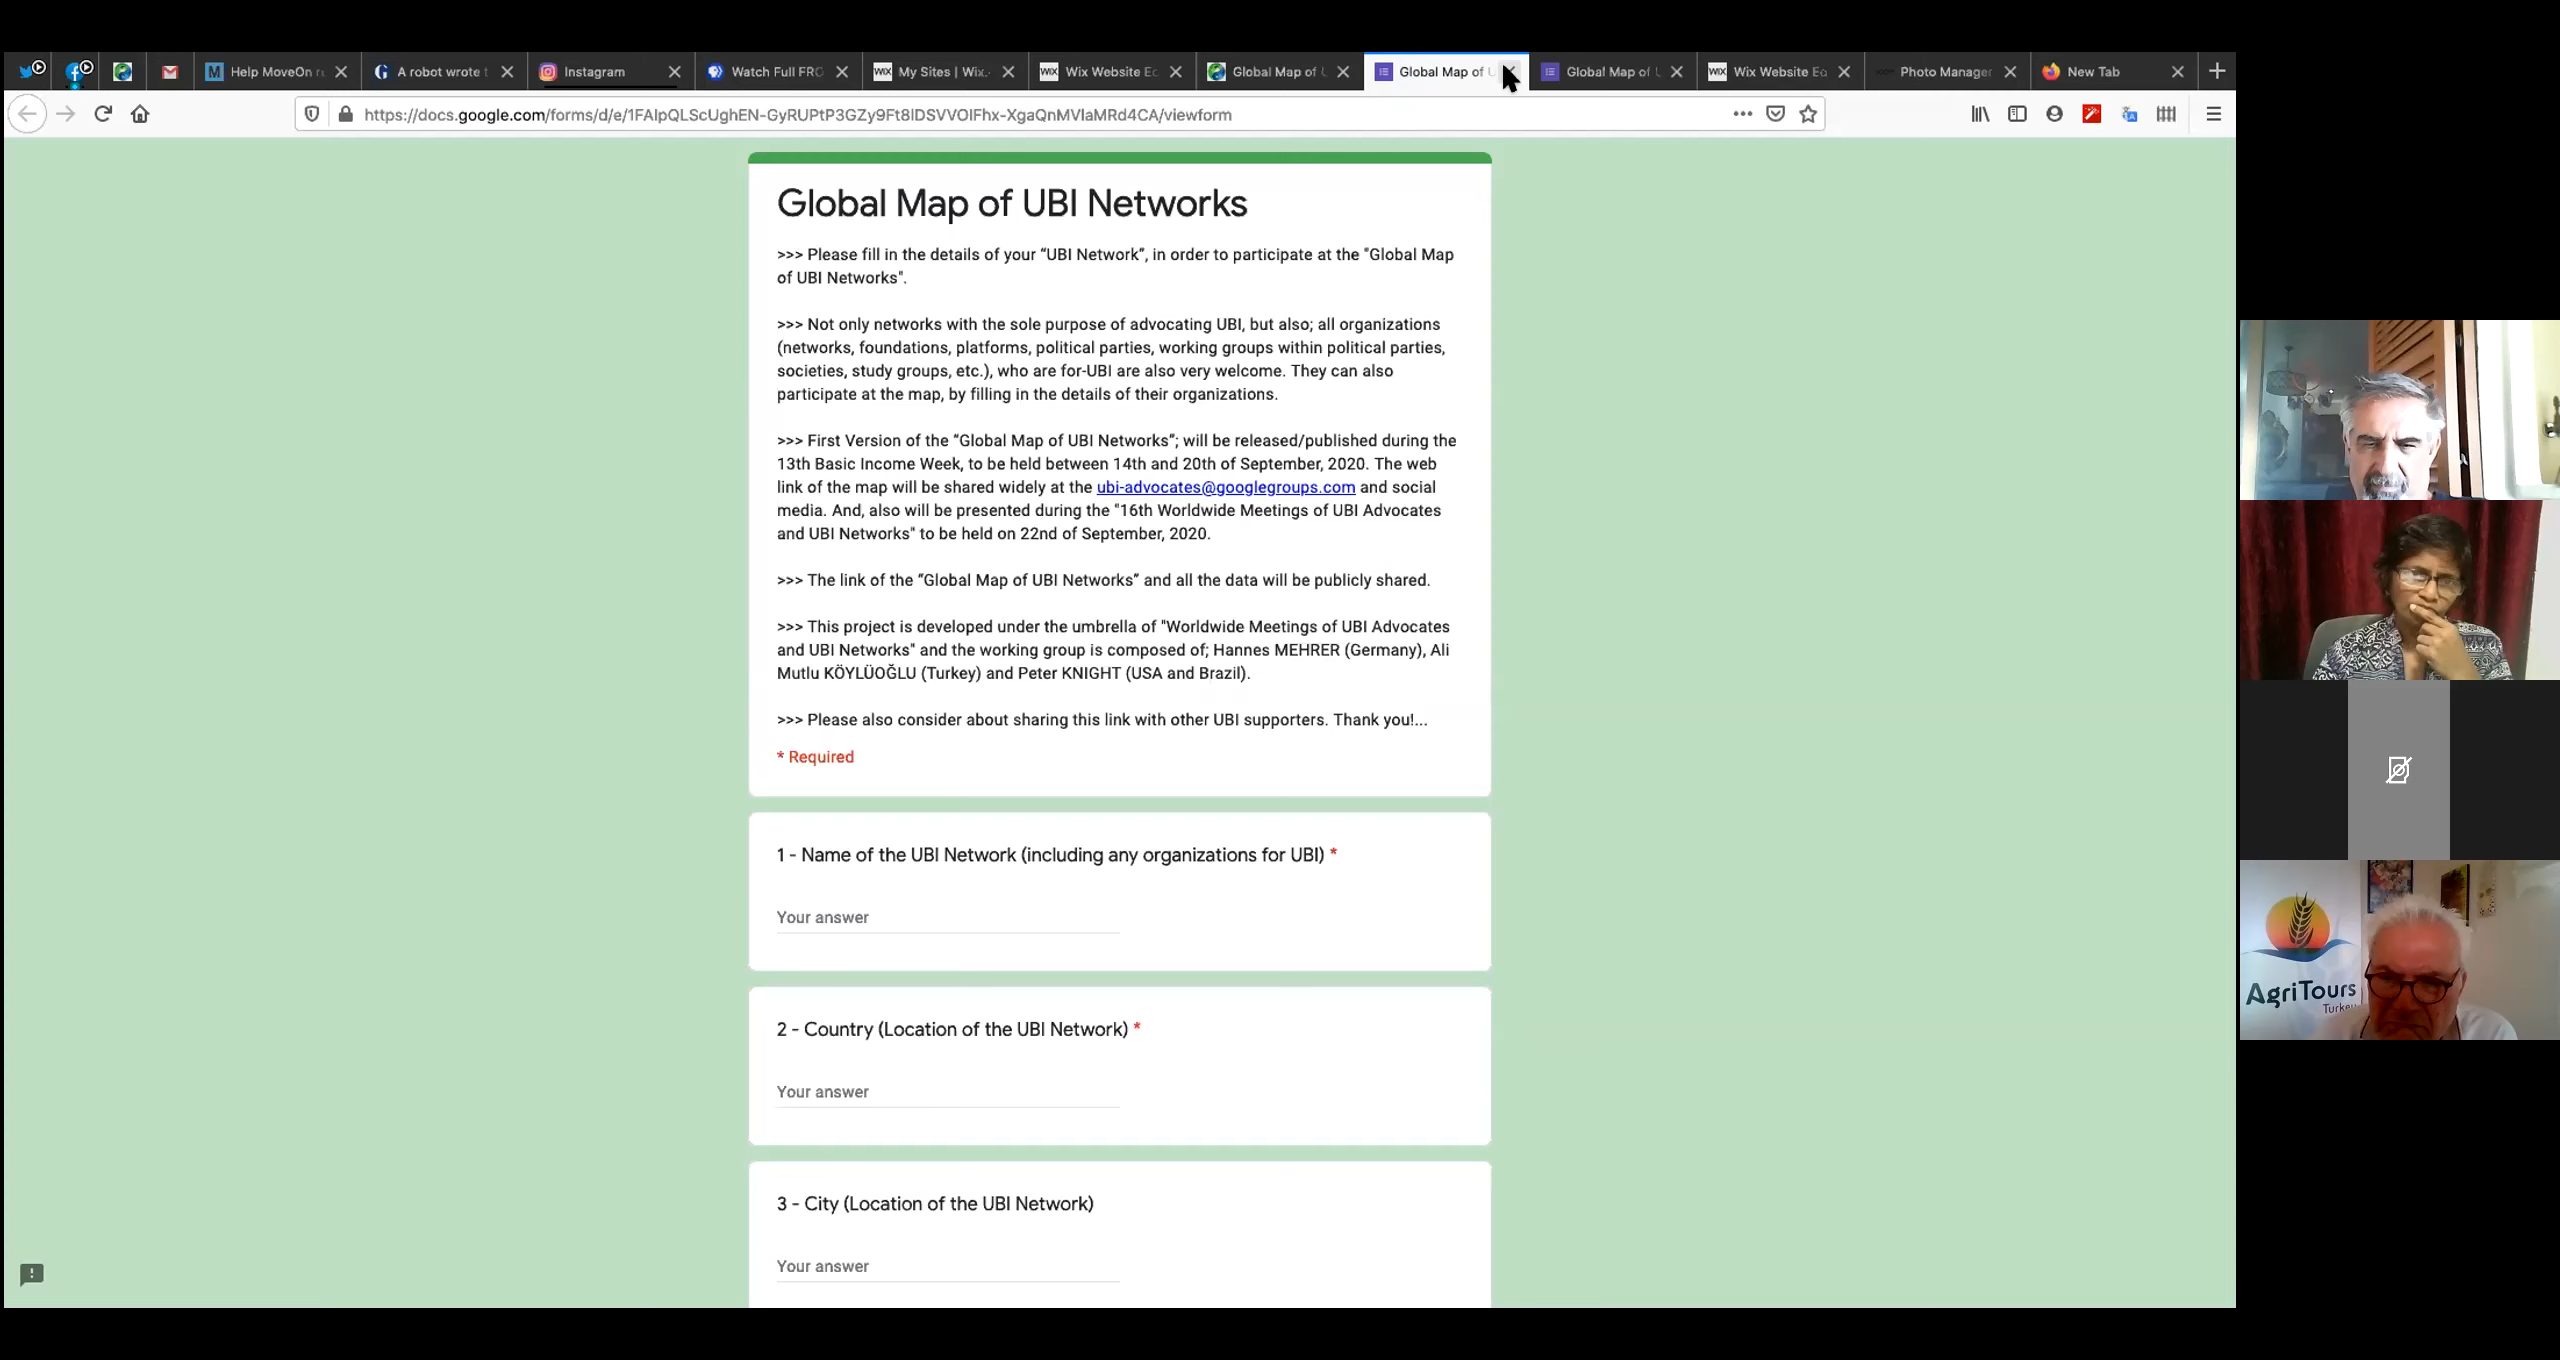 Help MoveOn ru
A robot wrote t
Instagram
Watch Full FRO
My Sites | Wix.
Wix Website Ed
Global Map of U
Global Map of U
Global Map of U
Wix Website Ed
Photo Manager
New Tab
https://docs.google.com/forms/d/e/1FAIpQLScUghEN-GyRUPtP3GZy9Ft8IDSVVOlFhx-XgaQnMVlaMRd4CA/viewform
Global Map of UBI Networks
>>> Please fill in the details of your “UBI Network”, in order to participate at the "Global Map
of UBI Networks".
>>> Not only networks with the sole purpose of advocating UBI, but also; all organizations
(networks, foundations, platforms, political parties, working groups within political parties,
societies, study groups, etc.), who are for-UBI are also very welcome. They can also
participate at the map, by filling in the details of their organizations.
>>> First Version of the “Global Map of UBI Networks”; will be released/published during the
13th Basic Income Week, to be held between 14th and 20th of September, 2020. The web
link of the map will be shared widely at the ubi-advocates@googlegroups.com and social
media. And, also will be presented during the "16th Worldwide Meetings of UBI Advocates
and UBI Networks" to be held on 22nd of September, 2020.
>>> The link of the “Global Map of UBI Networks” and all the data will be publicly shared.
>>> This project is developed under the umbrella of "Worldwide Meetings of UBI Advocates
and UBI Networks" and the working group is composed of; Hannes MEHRER (Germany), Ali
Mutlu KÖYLÜOĞLU (Turkey) and Peter KNIGHT (USA and Brazil).
>>> Please also consider about sharing this link with other UBI supporters. Thank you!...
* Required
1 - Name of the UBI Network (including any organizations for UBI) *
Your answer
2 - Country (Location of the UBI Network) *
Your answer
3 - City (Location of the UBI Network)
Your answer
AgriTours
Turkey